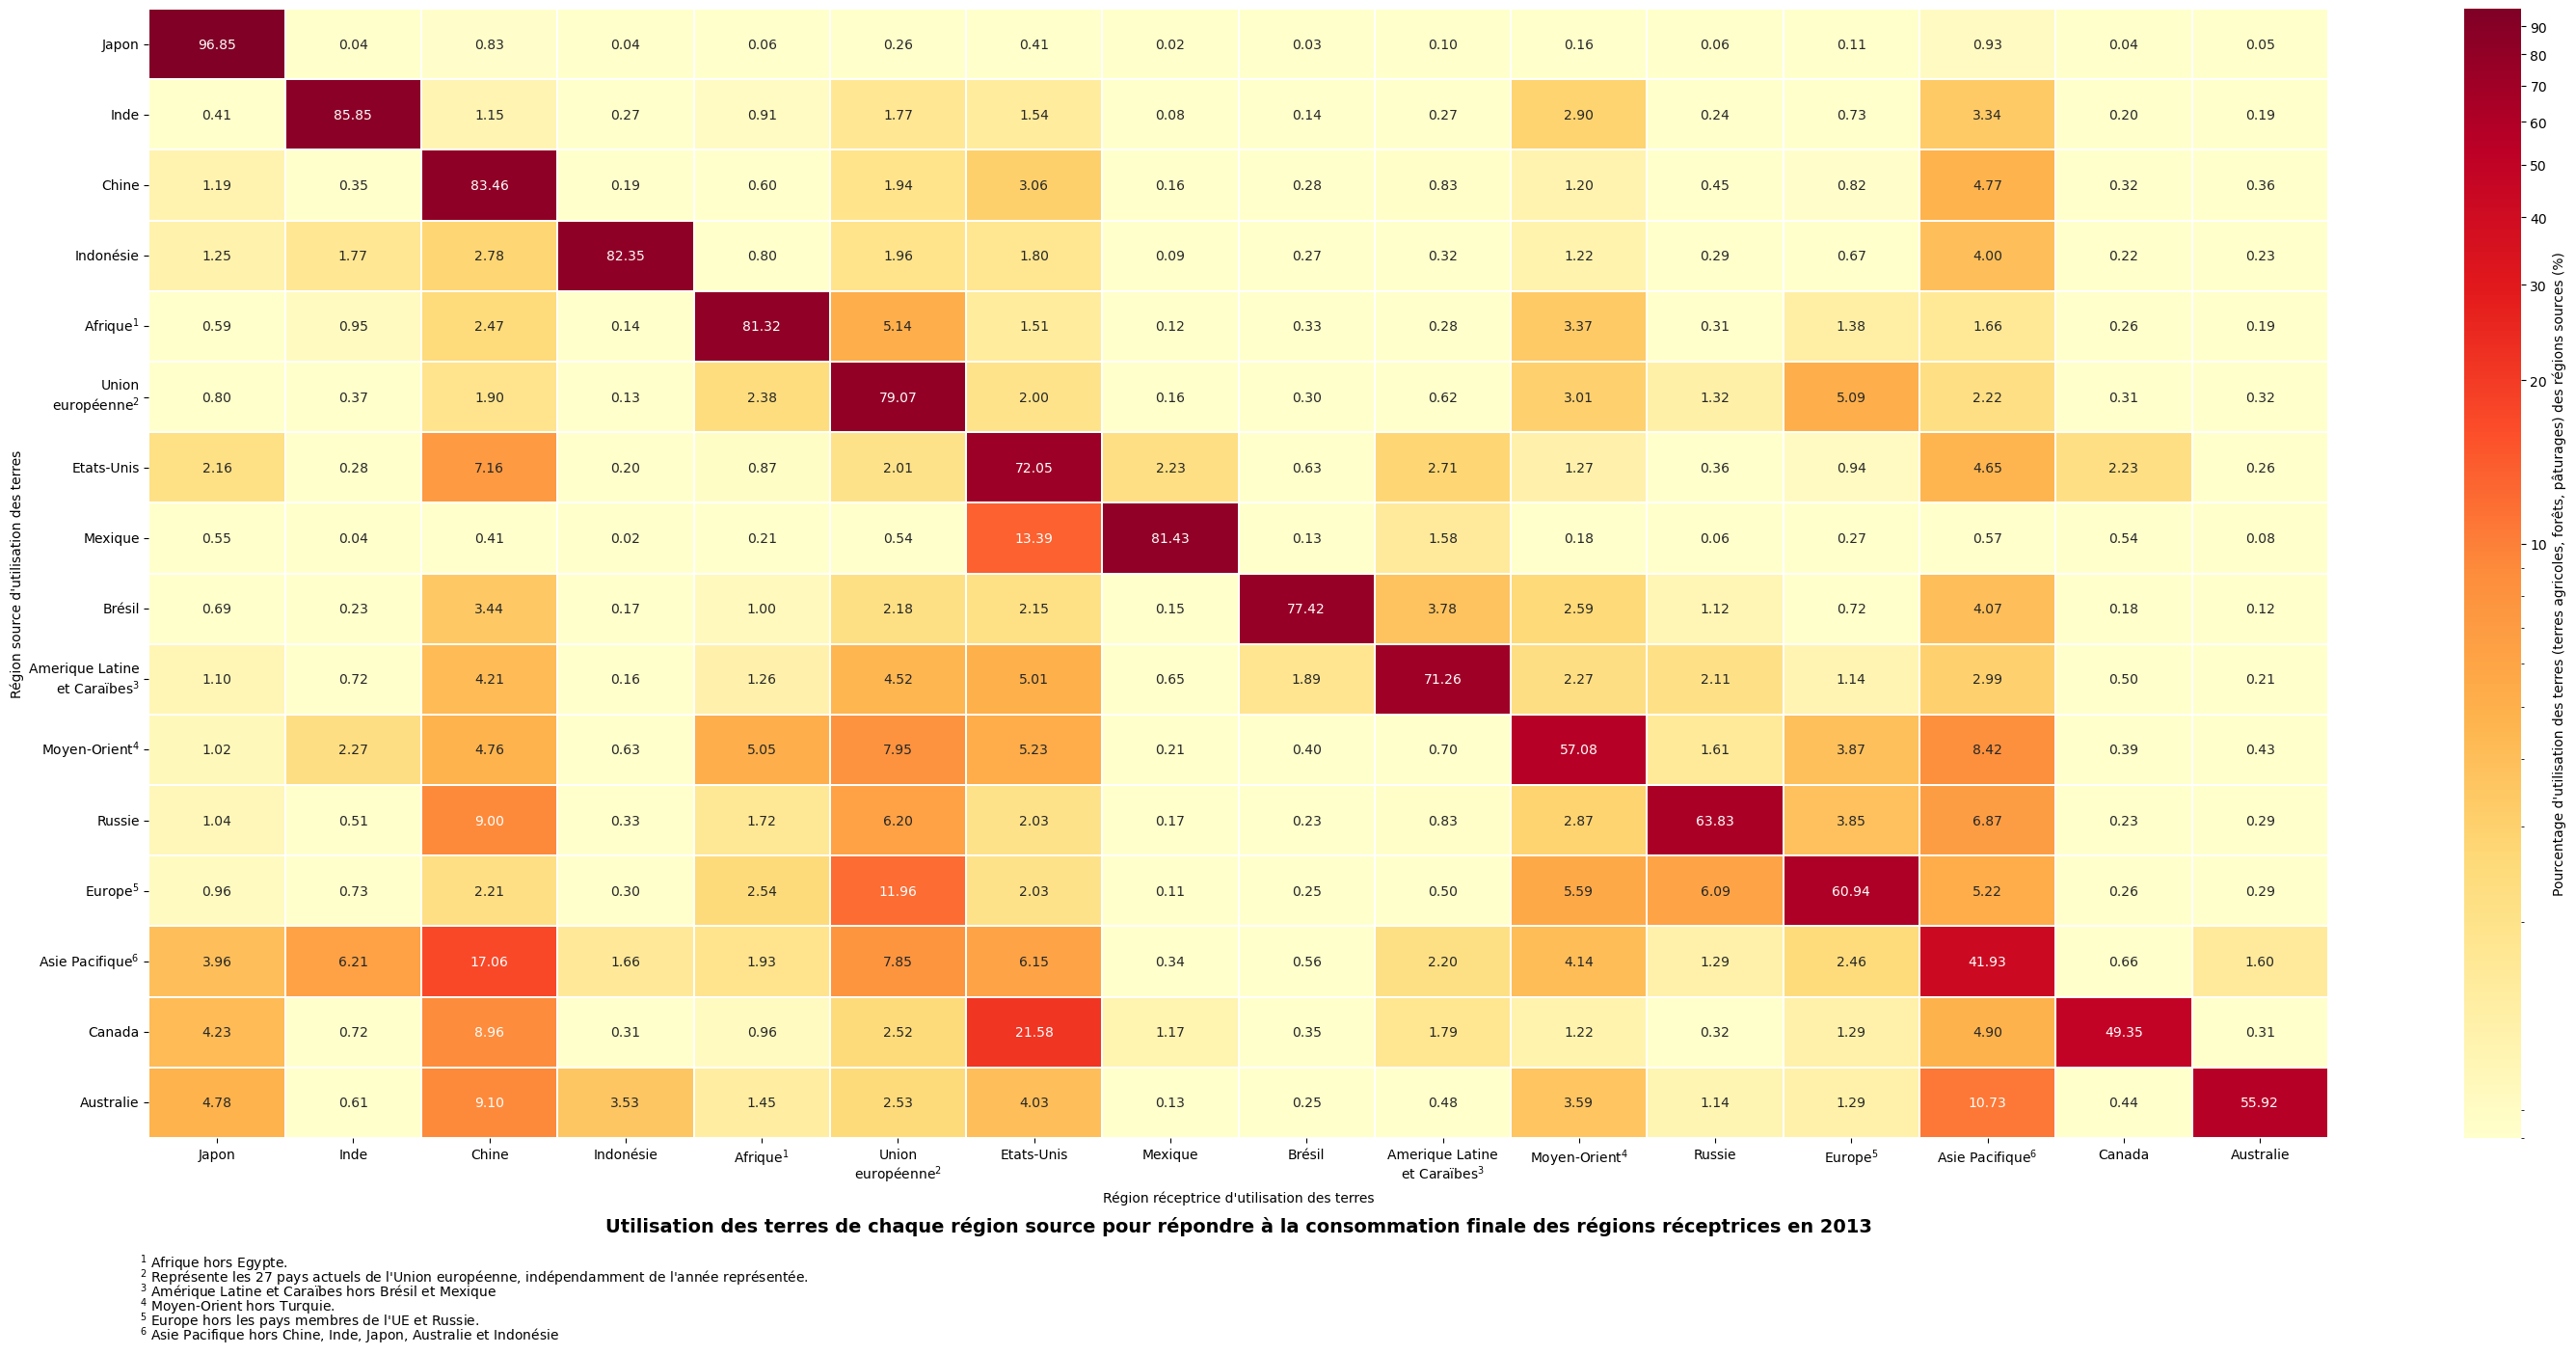 Japon 96.85 0.04 0.83 0.04 0.06 0.26 0.41 0.02 0.03 0.10 0.16 0.06 0.11 0.93 0.04 0.05
Inde 0.41 85.85 1.15 0.27 0.91 1.77 1.54 0.08 0.14 0.27 2.90 0.24 0.73 3.34 0.20 0.19
Chine 1.19 0.35 83.46 0.19 0.60 1.94 3.06 0.16 0.28 0.83 1.20 0.45 0.82 4.77 0.32 0.36
Indonésie 1.25 1.77 2.78 82.35 0.80 1.96 1.80 0.09 0.27 0.32 1.22 0.29 0.67 4.00 0.22 0.23
Afrique¹ 0.59 0.95 2.47 0.14 81.32 5.14 1.51 0.12 0.33 0.28 3.37 0.31 1.38 1.66 0.26 0.19
Union
européenne² 0.80 0.37 1.90 0.13 2.38 79.07 2.00 0.16 0.30 0.62 3.01 1.32 5.09 2.22 0.31 0.32
Etats-Unis 2.16 0.28 7.16 0.20 0.87 2.01 72.05 2.23 0.63 2.71 1.27 0.36 0.94 4.65 2.23 0.26
Mexique 0.55 0.04 0.41 0.02 0.21 0.54 13.39 81.43 0.13 1.58 0.18 0.06 0.27 0.57 0.54 0.08
Brésil 0.69 0.23 3.44 0.17 1.00 2.18 2.15 0.15 77.42 3.78 2.59 1.12 0.72 4.07 0.18 0.12
Amerique Latine
et Caraïbes³ 1.10 0.72 4.21 0.16 1.26 4.52 5.01 0.65 1.89 71.26 2.27 2.11 1.14 2.99 0.50 0.21
Moyen-Orient⁴ 1.02 2.27 4.76 0.63 5.05 7.95 5.23 0.21 0.40 0.70 57.08 1.61 3.87 8.42 0.39 0.43
Russie 1.04 0.51 9.00 0.33 1.72 6.20 2.03 0.17 0.23 0.83 2.87 63.83 3.85 6.87 0.23 0.29
Europe⁵ 0.96 0.73 2.21 0.30 2.54 11.96 2.03 0.11 0.25 0.50 5.59 6.09 60.94 5.22 0.26 0.29
Asie Pacifique⁶ 3.96 6.21 17.06 1.66 1.93 7.85 6.15 0.34 0.56 2.20 4.14 1.29 2.46 41.93 0.66 1.60
Canada 4.23 0.72 8.96 0.31 0.96 2.52 21.58 1.17 0.35 1.79 1.22 0.32 1.29 4.90 49.35 0.31
Australie 4.78 0.61 9.10 3.53 1.45 2.53 4.03 0.13 0.25 0.48 3.59 1.14 1.29 10.73 0.44 55.92
Région source d'utilisation des terres
Japon Inde Chine Indonésie Afrique¹ Union Etats-Unis Mexique Brésil Amerique Latine Moyen-Orient⁴ Russie Europe⁵ Asie Pacifique⁶ Canada Australie
européenne² et Caraïbes³
Région réceptrice d'utilisation des terres
90
80
70
60
50
40
30
20
10
Pourcentage d'utilisation des terres (terres agricoles, forêts, pâturages) des régions sources (%)
Utilisation des terres de chaque région source pour répondre à la consommation finale des régions réceptrices en 2013
¹ Afrique hors Egypte.
² Représente les 27 pays actuels de l'Union européenne, indépendamment de l'année représentée.
³ Amérique Latine et Caraïbes hors Brésil et Mexique
⁴ Moyen-Orient hors Turquie.
⁵ Europe hors les pays membres de l'UE et Russie.
⁶ Asie Pacifique hors Chine, Inde, Japon, Australie et Indonésie